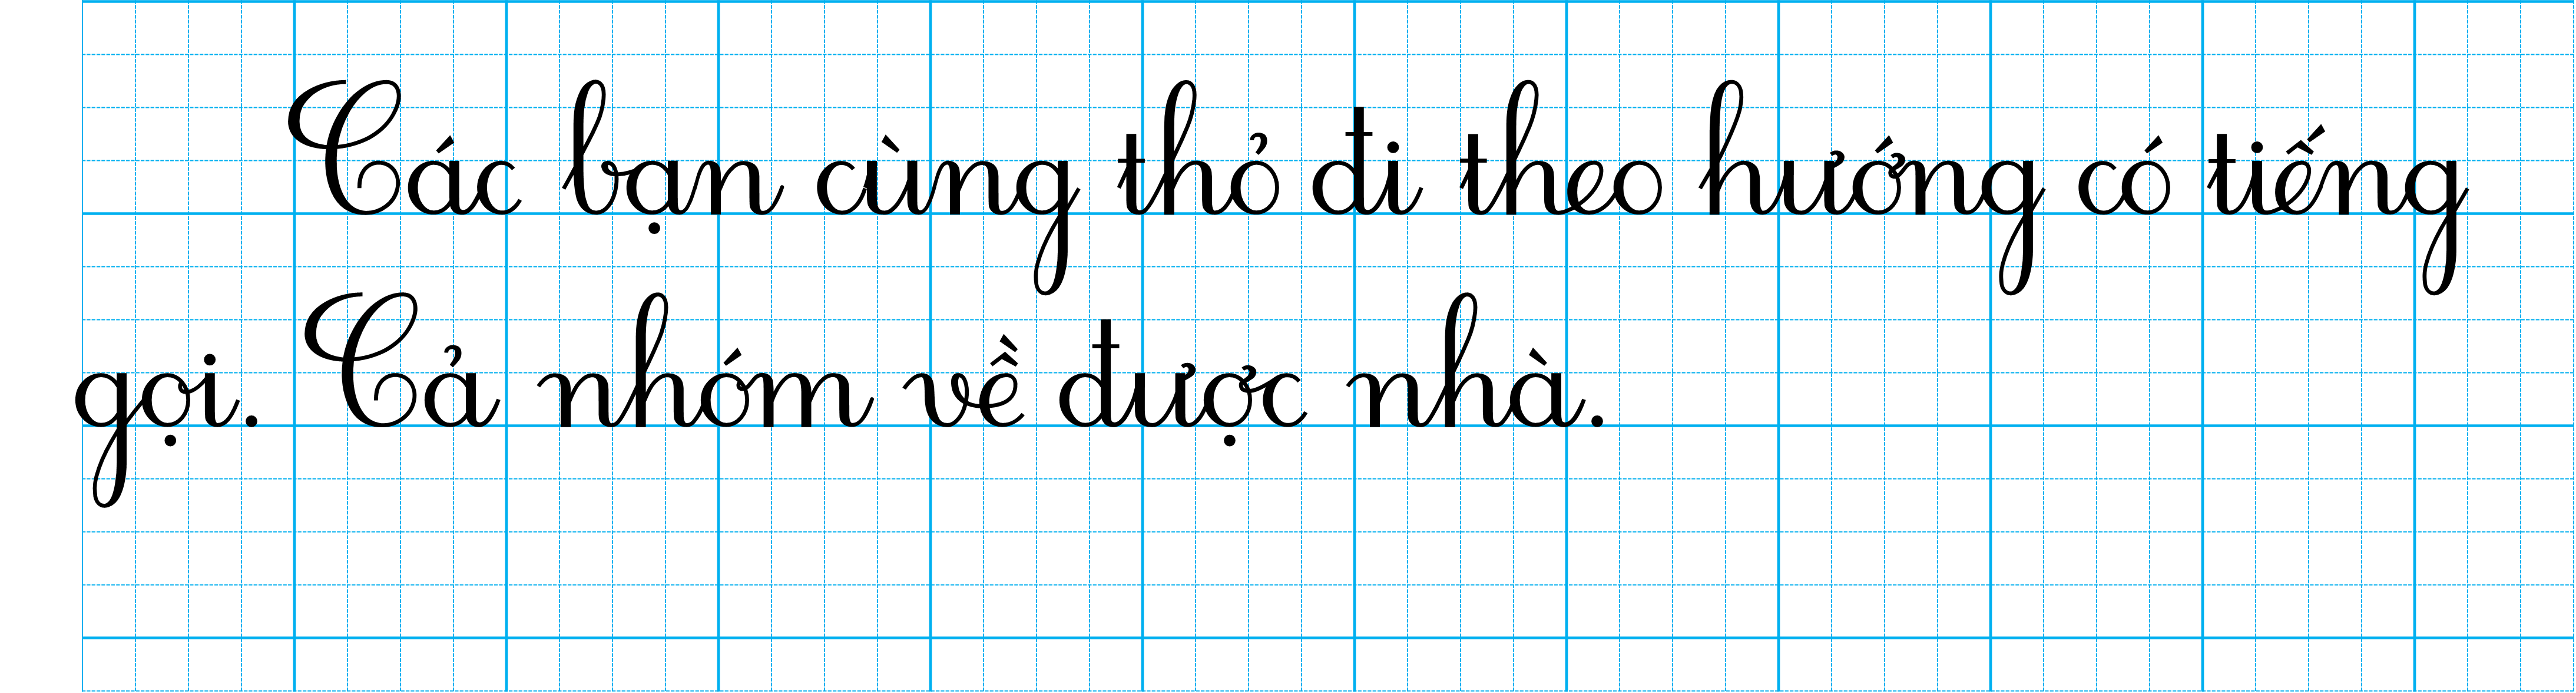 Các bạn cùng thỏ đi theo hướng có tiếng
gọi. Cả nhóm về được nhà.